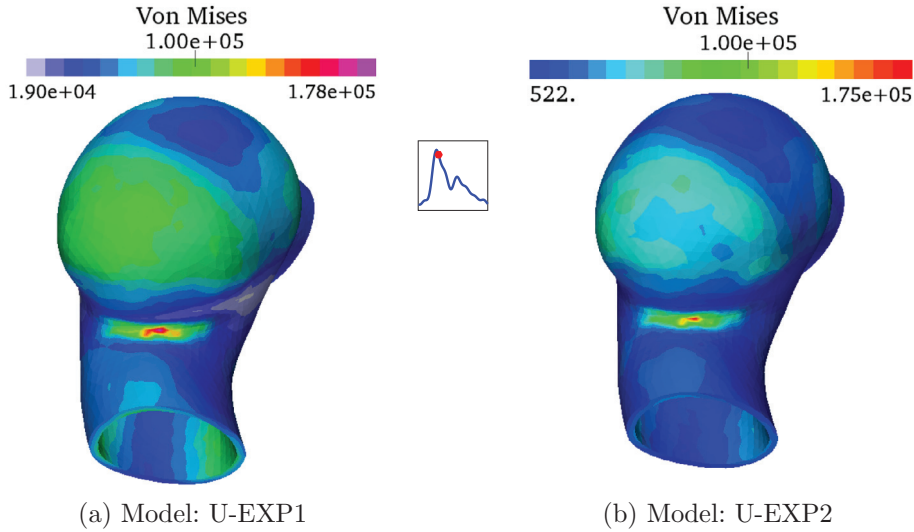 Von Mises
1.00e+05
1.90e+04 1.78e+05
Von Mises
1.00e+05
522. 1.75e+05
(a) Model: U-EXP1
(b) Model: U-EXP2